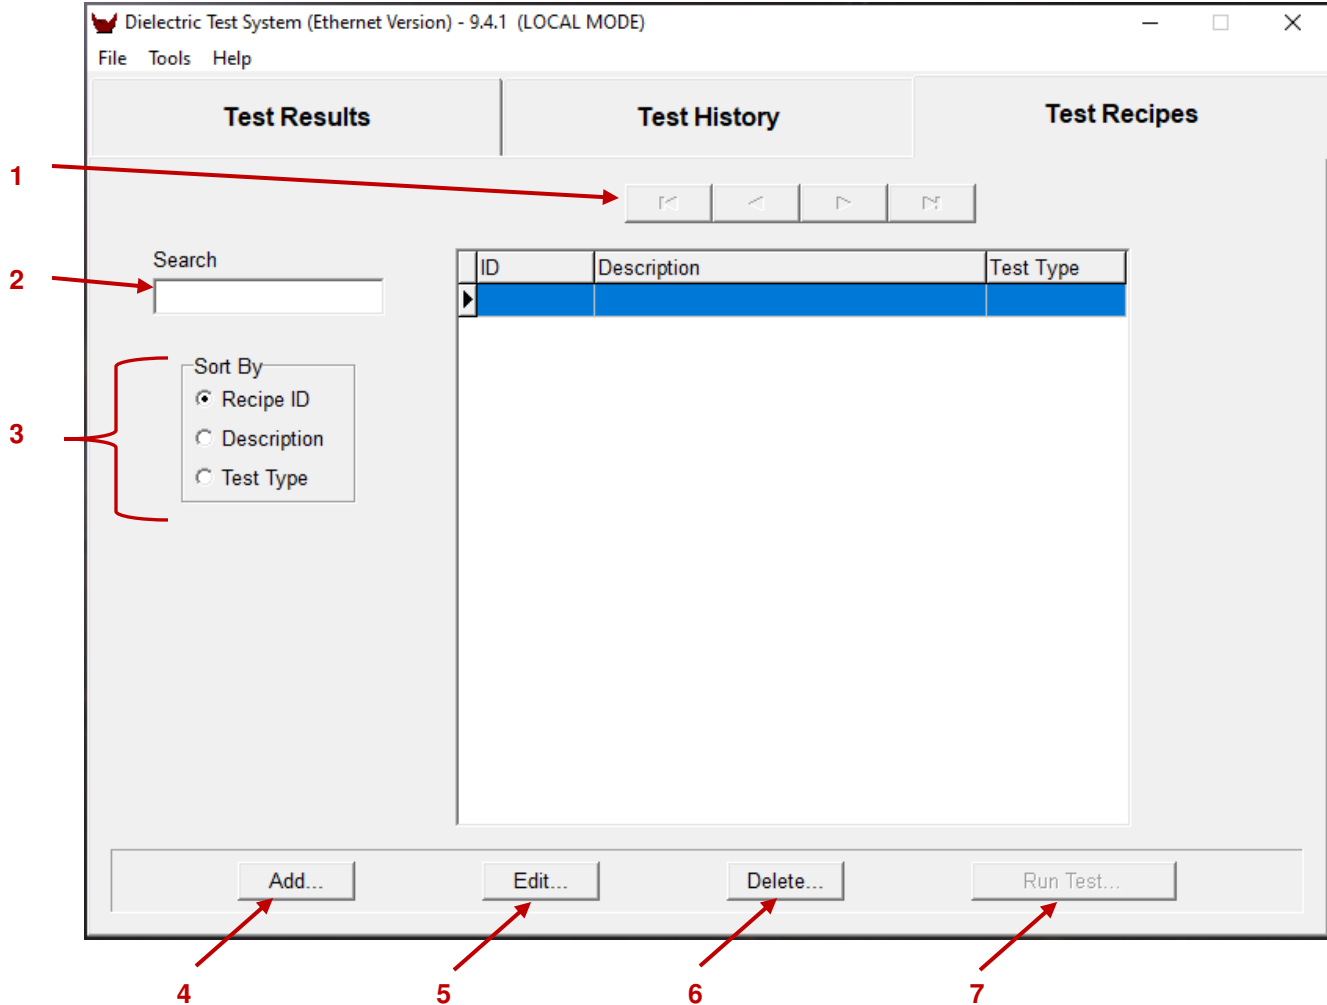 Dielectric Test System (Ethernet Version) - 9.4.1 (LOCAL MODE)
File Tools Help
Test Results Test History Test Recipes
1
Search
2
ID Description Test Type
Sort By
Recipe ID
3
Description
Test Type
Add... Edit... Delete... Run Test...
4 5 6 7